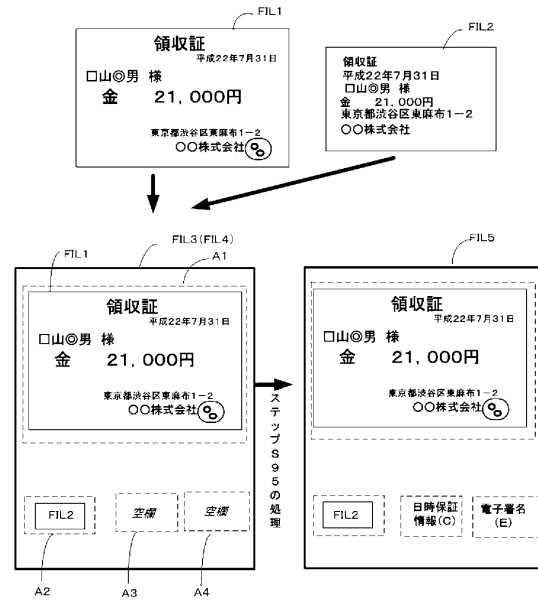 FIL1
領収証
平成22年7月31日
□山◎男 様
金 21,000円
東京都渋谷区東麻布1-2
○○株式会社
FIL2
領収証
平成22年7月31日
□山◎男 様
金 21,000円
東京都渋谷区東麻布1-2
○○株式会社
FIL3(FIL4)
FIL1
A1
領収証
平成22年7月31日
□山◎男 様
金 21,000円
東京都渋谷区東麻布1-2
○○株式会社
FIL2
空欄
空欄
A2
A3
A4
ステップS95の処理
FIL5
領収証
平成22年7月31日
□山◎男 様
金 21,000円
東京都渋谷区東麻布1-2
○○株式会社
FIL2
日時保証
情報(C)
電子署名
(E)